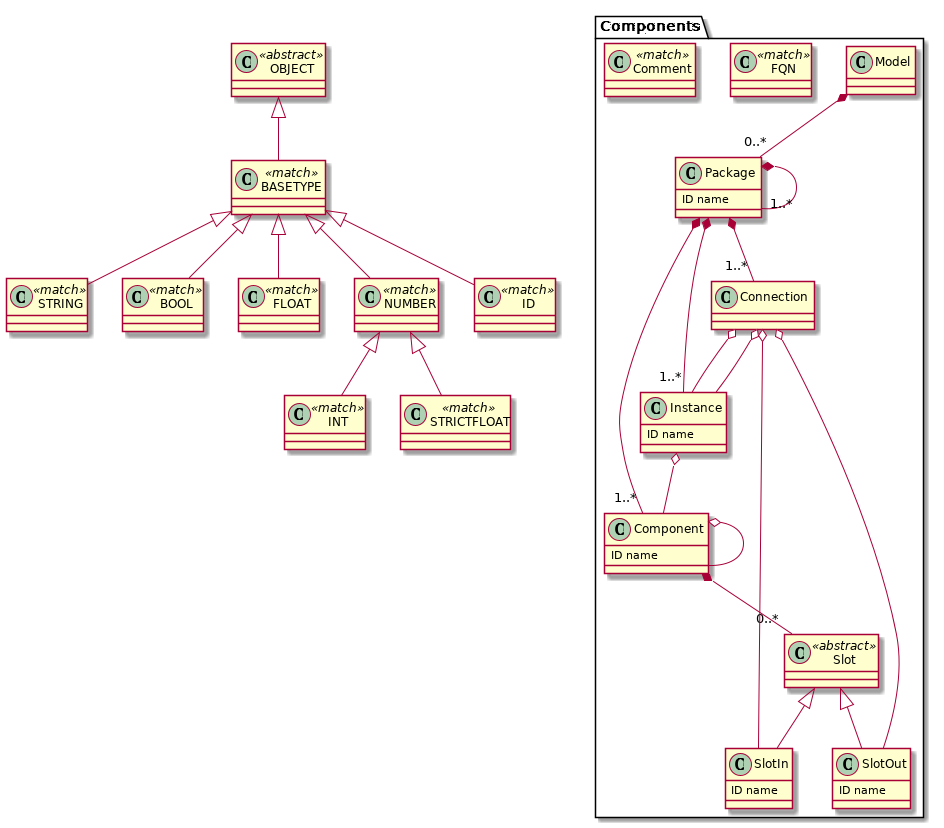 Components
C «abstract»
OBJECT
C «match»
Comment
C «match»
FQN
C Model
0..*
C «match»
BASETYPE
C Package
ID name
1..*
1..*
C «match»
STRING
C «match»
BOOL
C «match»
FLOAT
C «match»
NUMBER
C «match»
ID
C Connection
1..*
C «match»
INT
C «match»
STRICTFLOAT
C Instance
ID name
1..*
C Component
ID name
0..*
C «abstract»
Slot
C SlotIn
ID name
C SlotOut
ID name